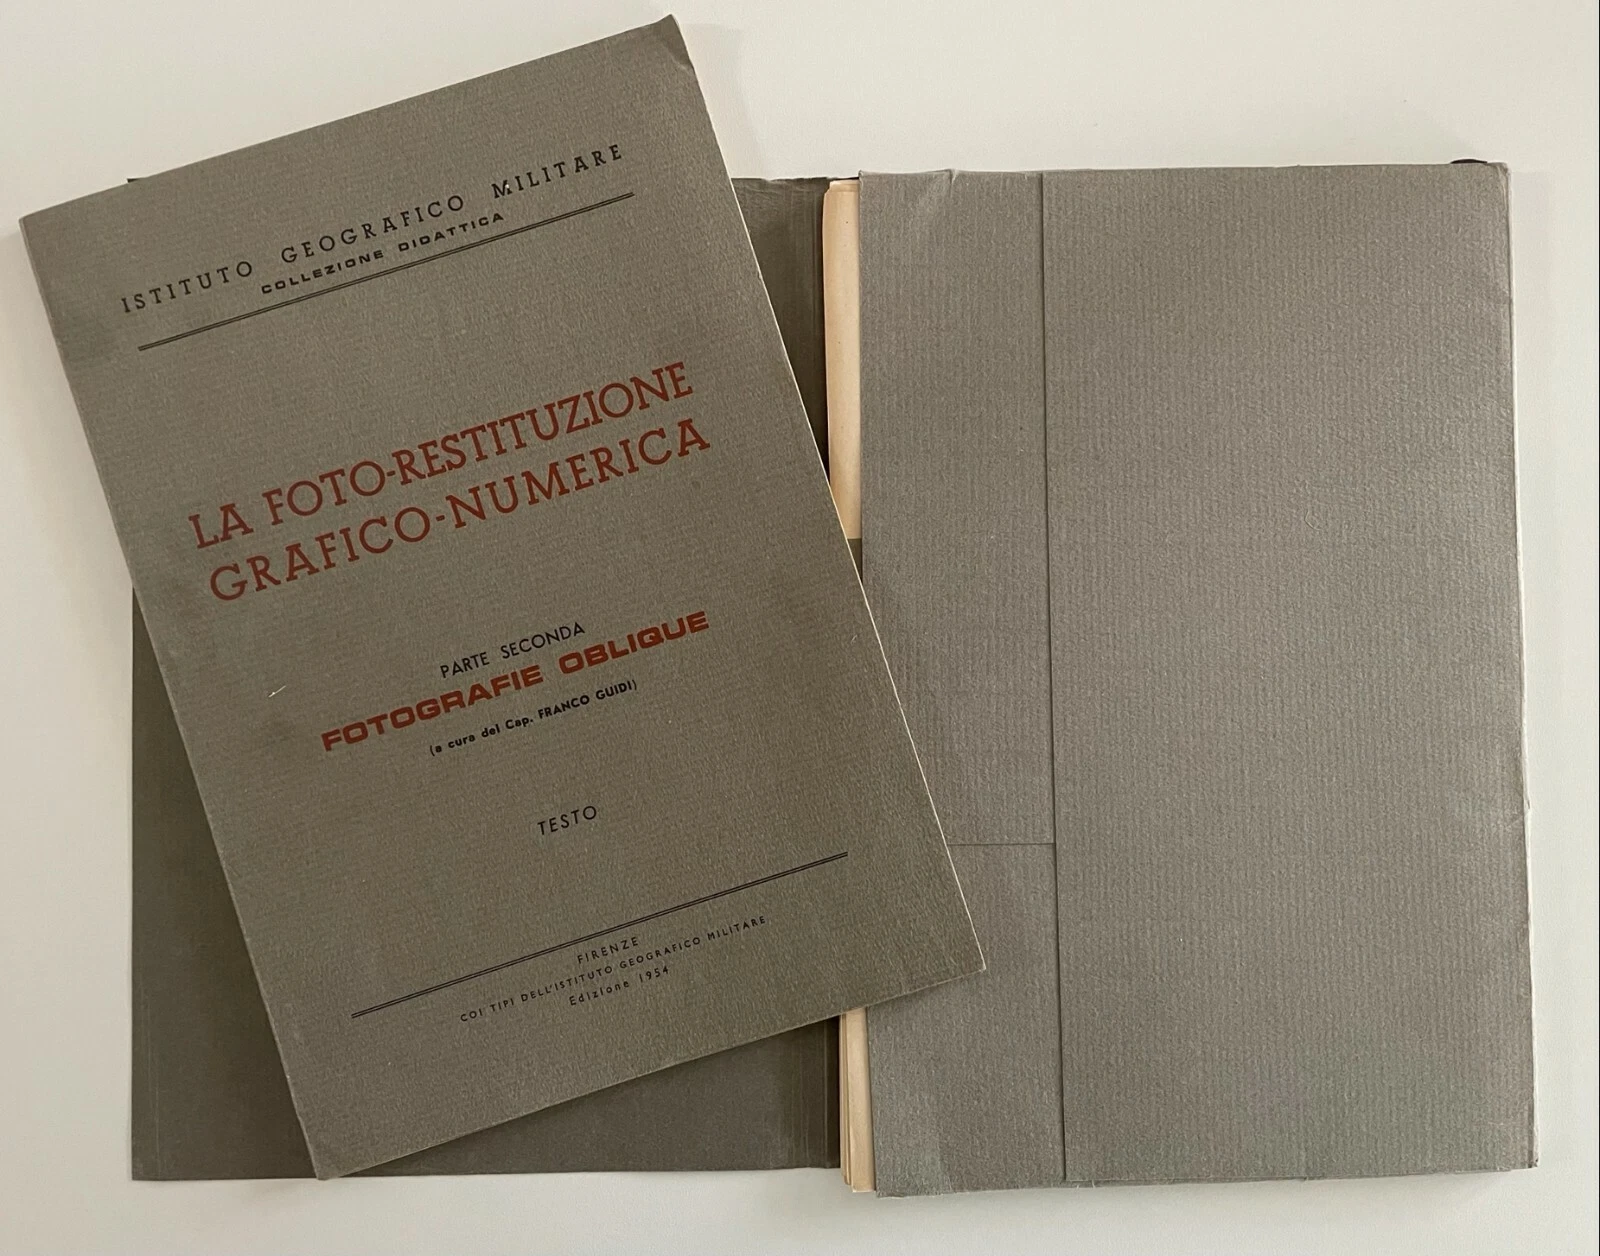 ISTITUTO GEOGRAFICO MILITARE
COLLEZIONE DIDATTICA
LA FOTO-RESTITUZIONE
GRAFICO-NUMERICA
PARTE SECONDA
FOTOGRAFIE OBLIQUE
(a cura del Cap. FRANCO GUIDI)
TESTO
FIRENZE
COI TIPI DELL'ISTITUTO GEOGRAFICO MILITARE
Edizione 1954